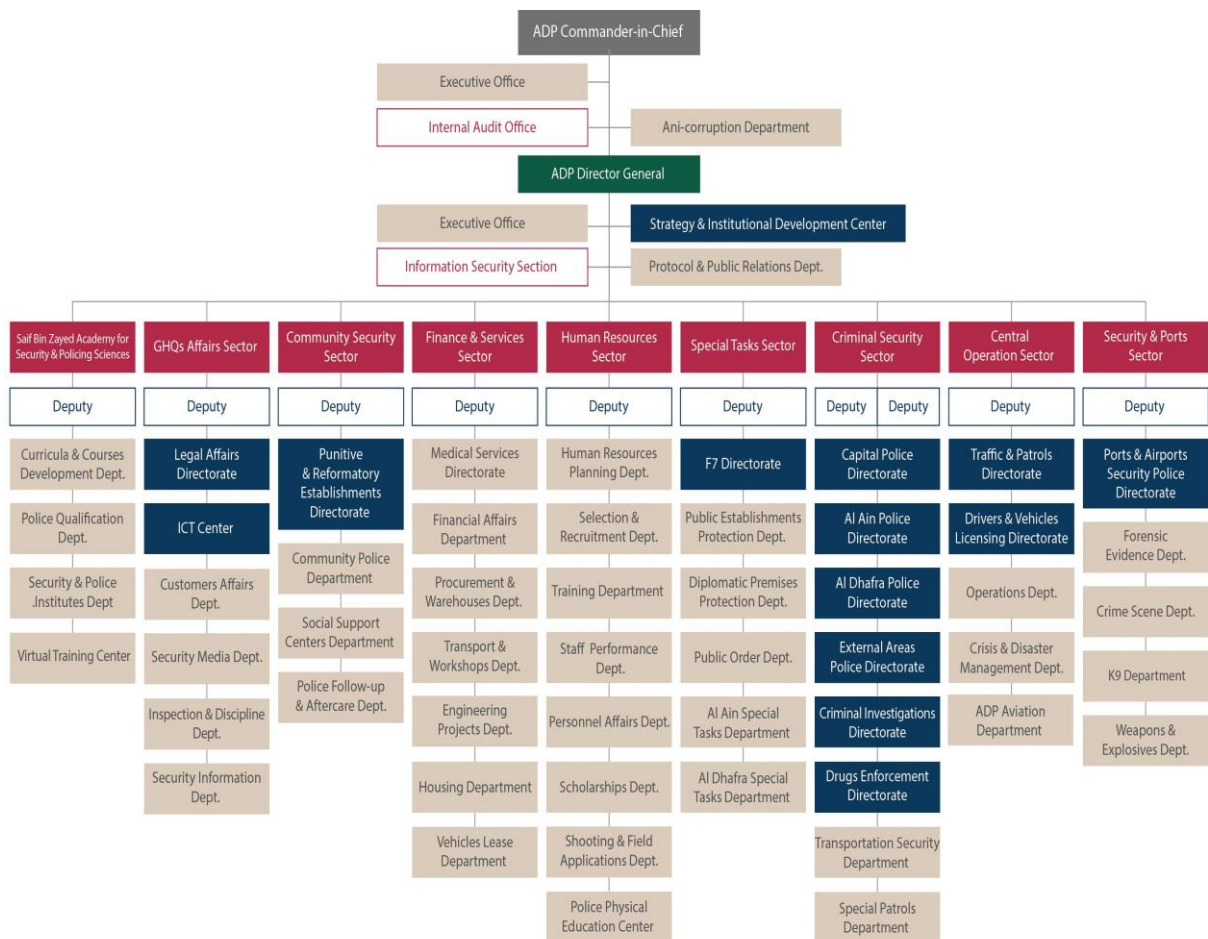 ADP Commander-in-Chief
Executive Office
Internal Audit Office
Ani-corruption Department
ADP Director General
Executive Office
Strategy & Institutional Development Center
Information Security Section
Protocol & Public Relations Dept.
Saif Bin Zayed Academy for
Security & Policing Sciences
Deputy
Curricula & Courses
Development Dept.
Police Qualification
Dept.
Security & Police
.Institutes Dept
Virtual Training Center
GHQs Affairs Sector
Deputy
Legal Affairs
Directorate
ICT Center
Customers Affairs
Dept.
Security Media Dept.
Inspection & Discipline
Dept.
Security Information
Dept.
Community Security
Sector
Deputy
Punitive
& Reformatory
Establishments
Directorate
Community Police
Department
Social Support
Centers Department
Police Follow-up
& Aftercare Dept.
Finance & Services
Sector
Deputy
Medical Services
Directorate
Financial Affairs
Department
Procurement &
Warehouses Dept.
Transport &
Workshops Dept.
Engineering
Projects Dept.
Housing Department
Vehicles Lease
Department
Human Resources
Sector
Deputy
Human Resources
Planning Dept.
Selection &
Recruitment Dept.
Training Department
Staff Performance
Dept.
Personnel Affairs Dept.
Scholarships Dept.
Shooting & Field
Applications Dept.
Police Physical
Education Center
Special Tasks Sector
Deputy
F7 Directorate
Public Establishments
Protection Dept.
Diplomatic Premises
Protection Dept.
Public Order Dept.
Al Ain Special
Tasks Department
Al Dhafra Special
Tasks Department
Criminal Security
Sector
Deputy
Deputy
Capital Police
Directorate
Al Ain Police
Directorate
Al Dhafra Police
Directorate
External Areas
Police Directorate
Criminal Investigations
Directorate
Drugs Enforcement
Directorate
Transportation Security
Department
Special Patrols
Department
Central
Operation Sector
Deputy
Traffic & Patrols
Directorate
Drivers & Vehicles
Licensing Directorate
Operations Dept.
Crisis & Disaster
Management Dept.
ADP Aviation
Department
Security & Ports
Sector
Deputy
Ports & Airports
Security Police
Directorate
Forensic
Evidence Dept.
Crime Scene Dept.
K9 Department
Weapons &
Explosives Dept.